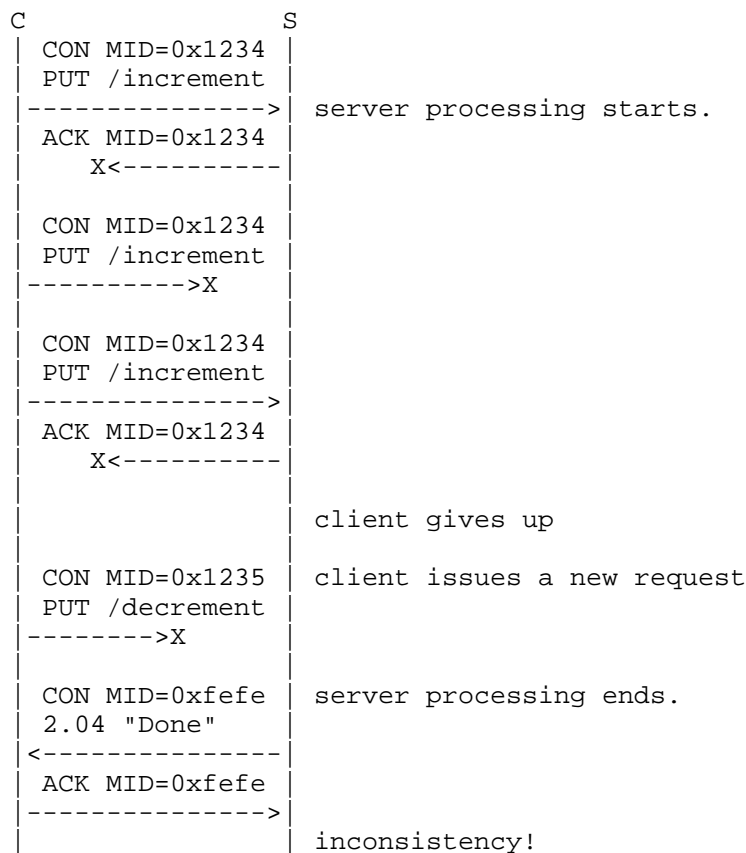 C                 S
| CON MID=0x1234 |
| PUT /increment |
|--------------->| server processing starts.
| ACK MID=0x1234 |
|    X<----------|
|                |
| CON MID=0x1234 |
| PUT /increment |
|---------->X    |
|                |
| CON MID=0x1234 |
| PUT /increment |
|--------------->|
| ACK MID=0x1234 |
|    X<----------|
|                |
|                | client gives up
|                |
| CON MID=0x1235 | client issues a new request
| PUT /decrement |
|-------->X      |
|                |
| CON MID=0xfefe | server processing ends.
| 2.04 "Done"    |
|<---------------|
| ACK MID=0xfefe |
|--------------->|
|                | inconsistency!